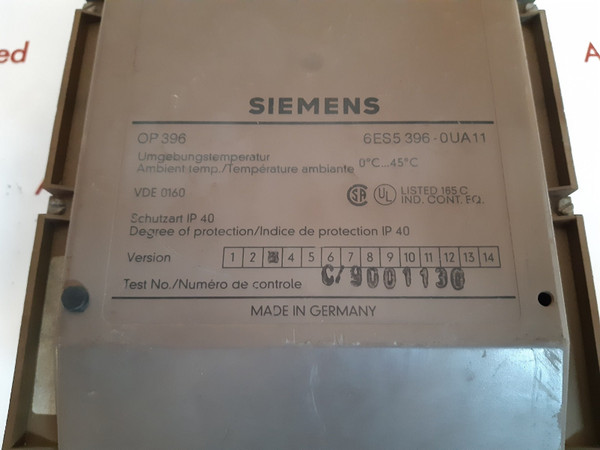 SIEMENS
OP 396 6ES5 396-0UA11
Umgebungstemperatur
Ambient temp./Température ambiante 0°C...45°C
VDE 0160 SA UL LISTED 165 C
IND. CONT. EQ.
Schutzart IP 40
Degree of protection/Indice de protection IP 40
Version 1 2 4 5 6 7 8 9 10 11 12 13 14
Test No./Numéro de controle C/9001136
MADE IN GERMANY